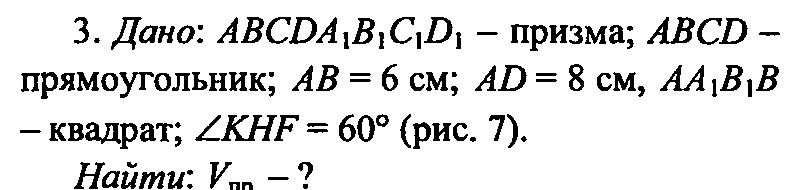 3. Дано: ABCDA₁B₁C₁D₁ – призма; ABCD –
прямоугольник; AB = 6 см; AD = 8 см, AA₁B₁B
– квадрат; ∠KHF = 60° (рис. 7).
Найти: Vпр – ?